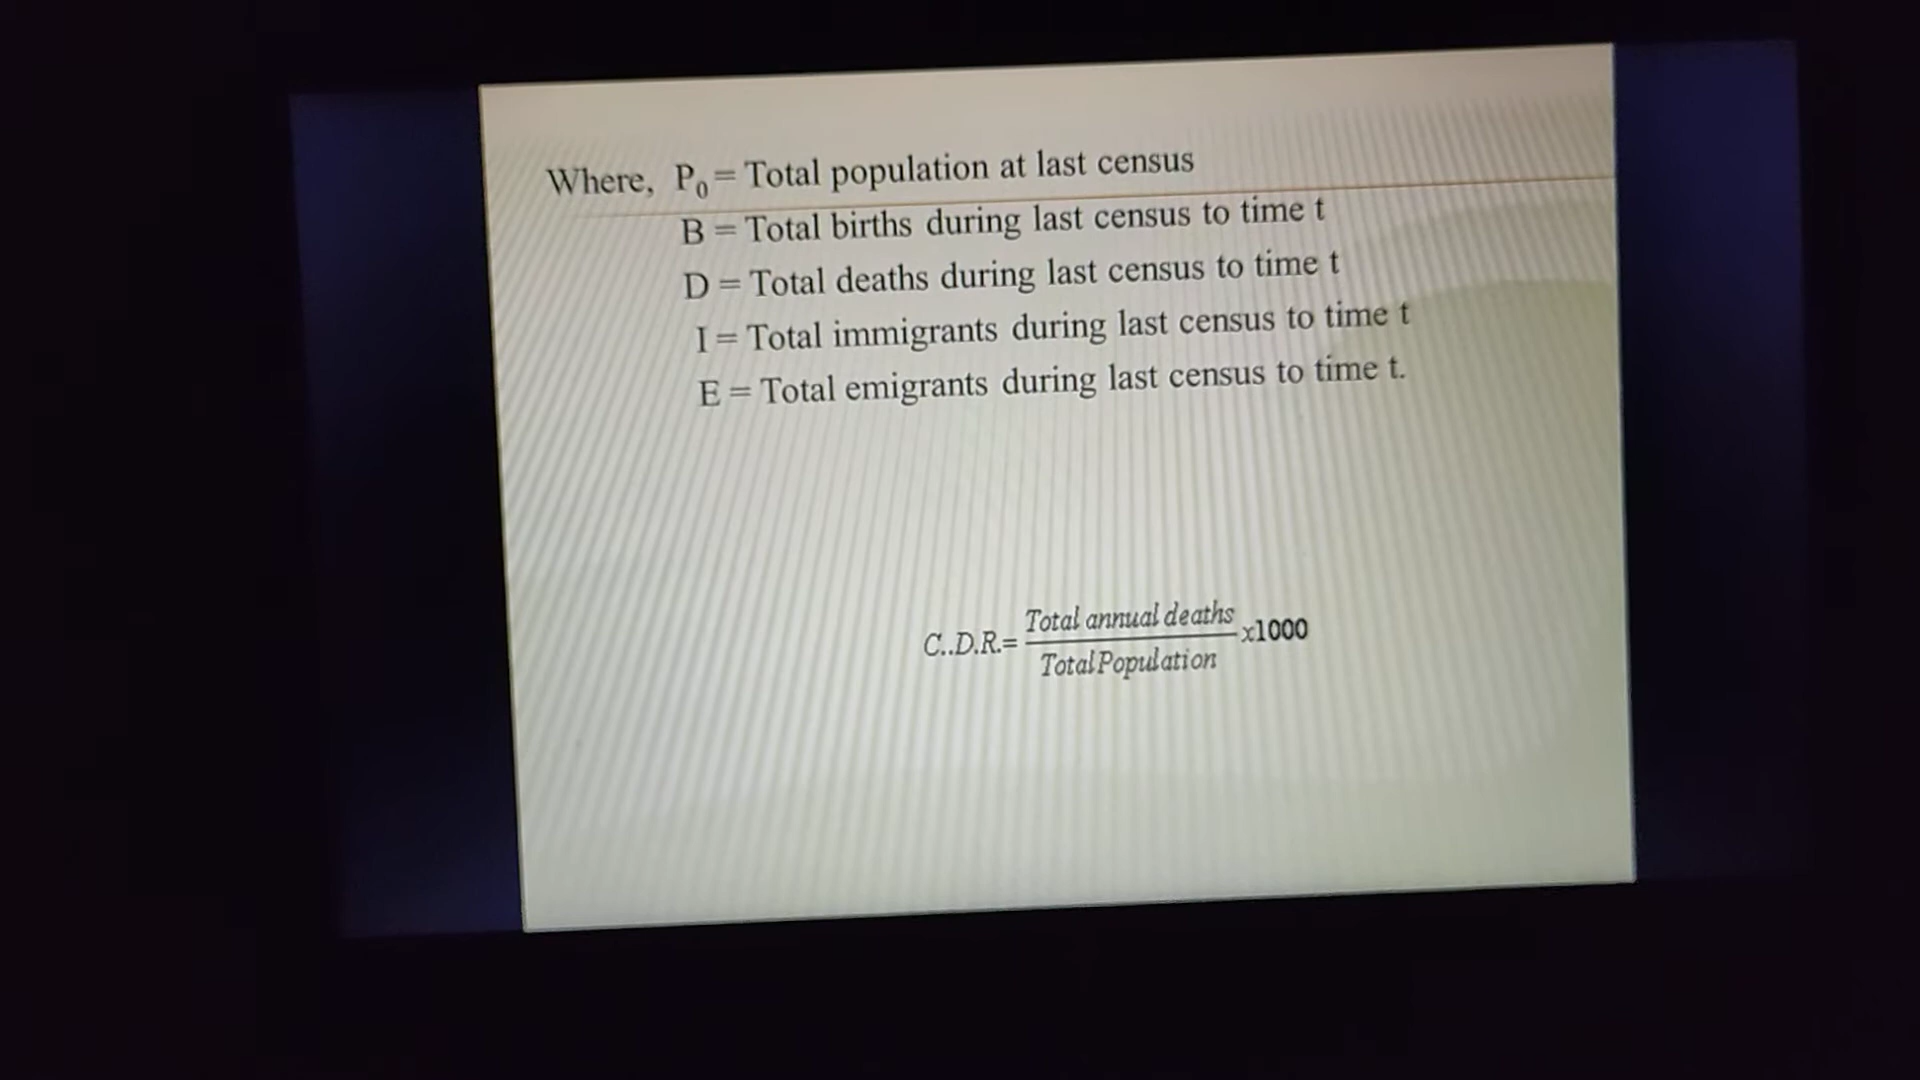 Where, P₀ = Total population at last census
B = Total births during last census to time t
D = Total deaths during last census to time t
I = Total immigrants during last census to time t
E = Total emigrants during last census to time t.
C..D.R.= Total annual deaths / Total Population x1000